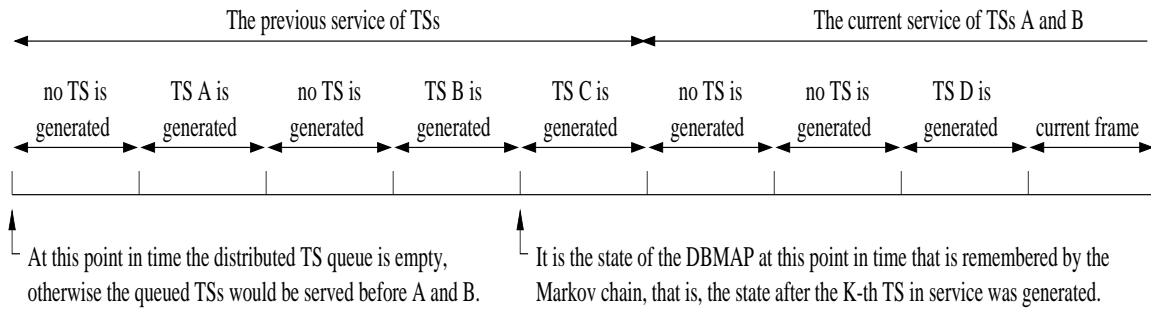 The previous service of TSs
The current service of TSs A and B
no TS is
generated
TS A is
generated
no TS is
generated
TS B is
generated
TS C is
generated
no TS is
generated
no TS is
generated
TS D is
generated
current frame
At this point in time the distributed TS queue is empty,
otherwise the queued TSs would be served before A and B.
It is the state of the DBMAP at this point in time that is remembered by the
Markov chain, that is, the state after the K-th TS in service was generated.